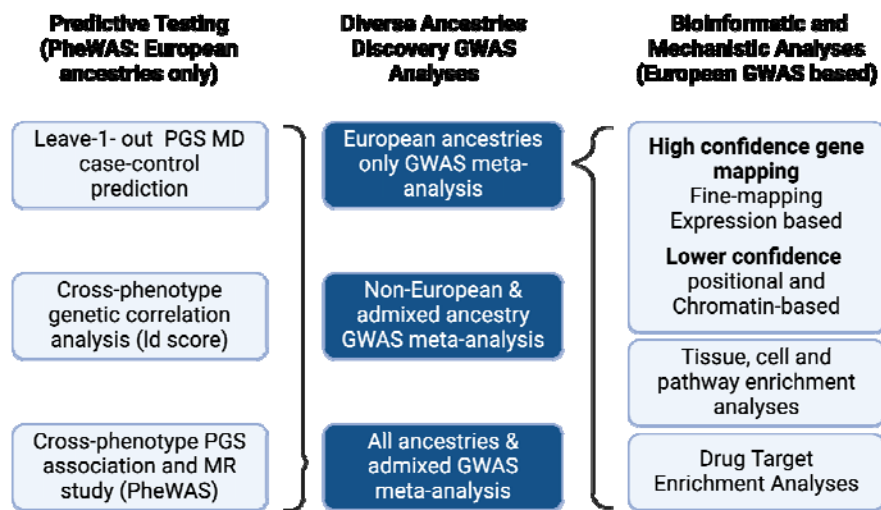 Predictive Testing
(PheWAS: European
ancestries only)
Leave-1- out PGS MD
case-control
prediction
Cross-phenotype
genetic correlation
analysis (ld score)
Cross-phenotype PGS
association and MR
study (PheWAS)
Diverse Ancestries
Discovery GWAS
Analyses
European ancestries
only GWAS meta-
analysis
Non-European &
admixed ancestry
GWAS meta-analysis
All ancestries &
admixed GWAS
meta-analysis
Bioinformatic and
Mechanistic Analyses
(European GWAS based)
High confidence gene
mapping
Fine-mapping
Expression based
Lower confidence
positional and
Chromatin-based
Tissue, cell and
pathway enrichment
analyses
Drug Target
Enrichment Analyses